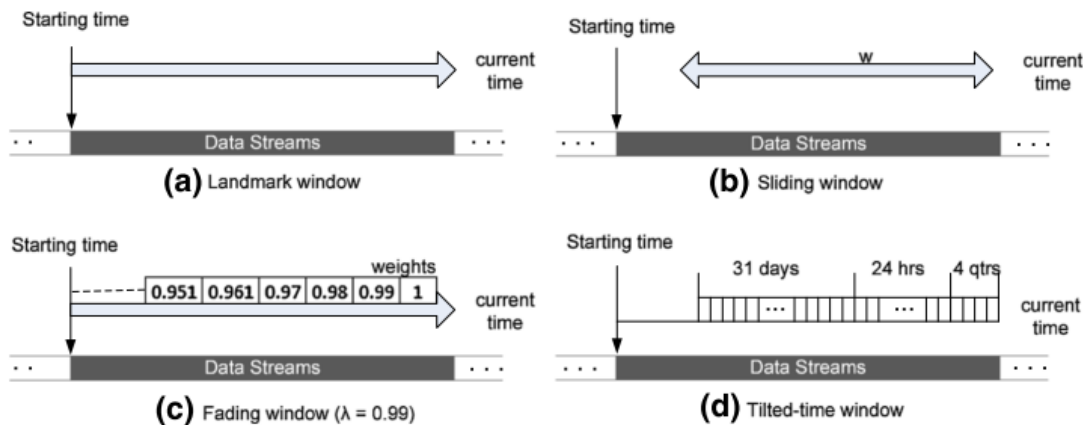 Starting time
current
time
. .
Data Streams
. . .
(a) Landmark window
Starting time
w
current
time
. . .
Data Streams
. . .
(b) Sliding window
Starting time
weights
0.951 0.961 0.97 0.98 0.99 1
current
time
. .
Data Streams
. . .
(c) Fading window (λ = 0.99)
Starting time
31 days 24 hrs 4 qtrs
... ...
current
time
. . .
Data Streams
. . .
(d) Tilted-time window